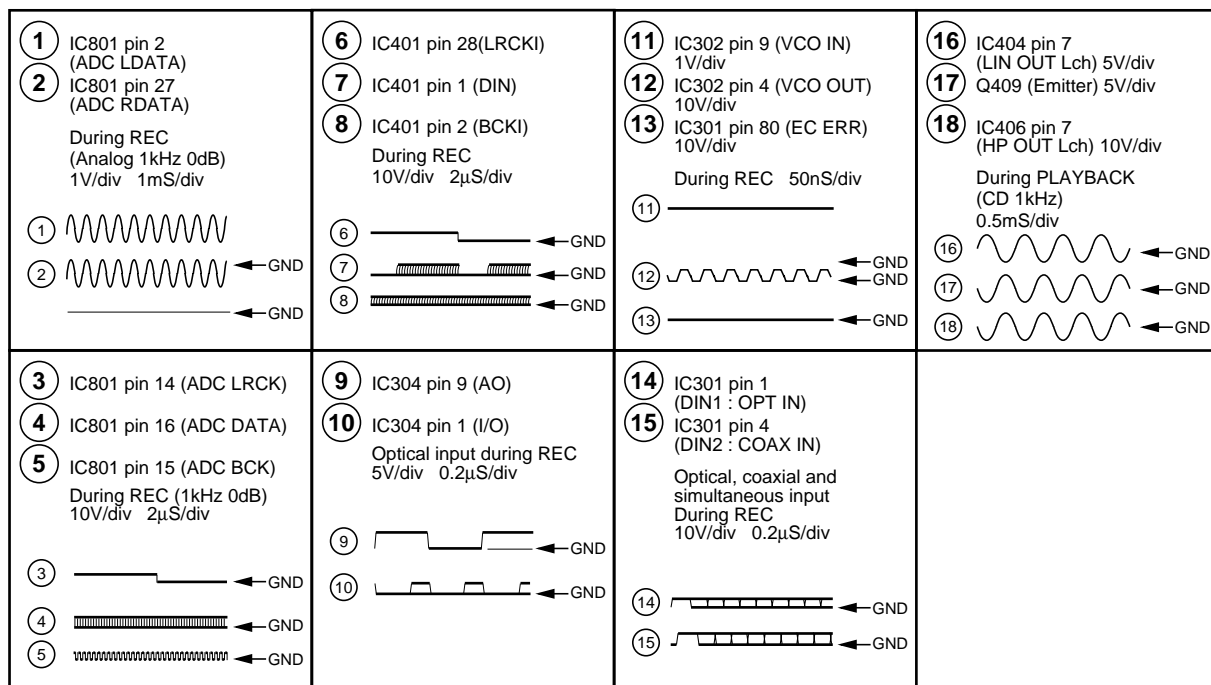 1 IC801 pin 2
(ADC LDATA)
2 IC801 pin 27
(ADC RDATA)
During REC
(Analog 1kHz 0dB)
1V/div 1mS/div
1
2 GND
GND
6 IC401 pin 28(LRCKI)
7 IC401 pin 1 (DIN)
8 IC401 pin 2 (BCKI)
During REC
10V/div 2μS/div
6 GND
7 GND
8 GND
11 IC302 pin 9 (VCO IN)
1V/div
12 IC302 pin 4 (VCO OUT)
10V/div
13 IC301 pin 80 (EC ERR)
10V/div
During REC 50nS/div
11
GND
12 GND
13 GND
16 IC404 pin 7
(LIN OUT Lch) 5V/div
17 Q409 (Emitter) 5V/div
18 IC406 pin 7
(HP OUT Lch) 10V/div
During PLAYBACK
(CD 1kHz)
0.5mS/div
16 GND
17 GND
18 GND
3 IC801 pin 14 (ADC LRCK)
4 IC801 pin 16 (ADC DATA)
5 IC801 pin 15 (ADC BCK)
During REC (1kHz 0dB)
10V/div 2μS/div
3 GND
4 GND
5 GND
9 IC304 pin 9 (AO)
10 IC304 pin 1 (I/O)
Optical input during REC
5V/div 0.2μS/div
9 GND
10 GND
14 IC301 pin 1
(DIN1 : OPT IN)
15 IC301 pin 4
(DIN2 : COAX IN)
Optical, coaxial and
simultaneous input
During REC
10V/div 0.2μS/div
14 GND
15 GND